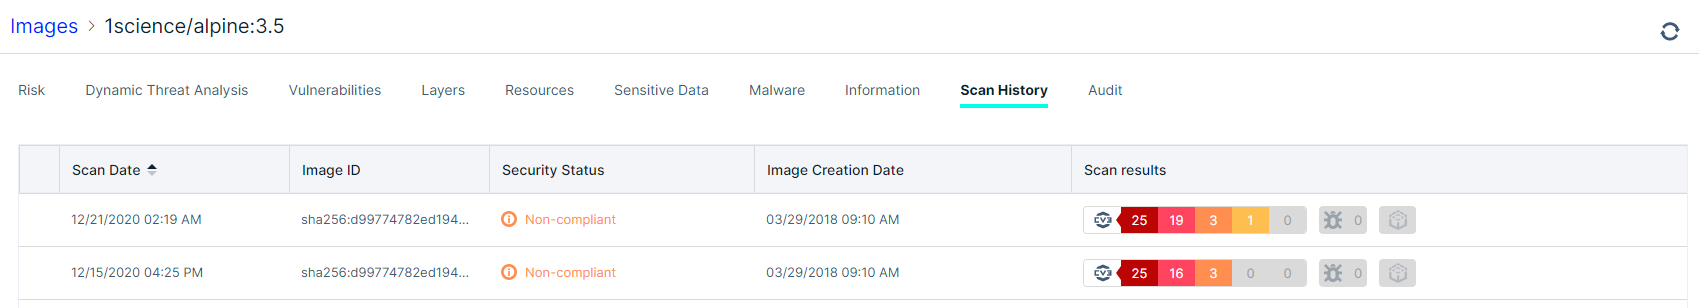 Images > 1science/alpine:3.5
Risk Dynamic Threat Analysis Vulnerabilities Layers Resources Sensitive Data Malware Information Scan History Audit
Scan Date Image ID Security Status Image Creation Date Scan results
12/21/2020 02:19 AM sha256:d99774782ed194... Non-compliant 03/29/2018 09:10 AM CVE 25 19 3 1 0 0
12/15/2020 04:25 PM sha256:d99774782ed194... Non-compliant 03/29/2018 09:10 AM CVE 25 16 3 0 0 0